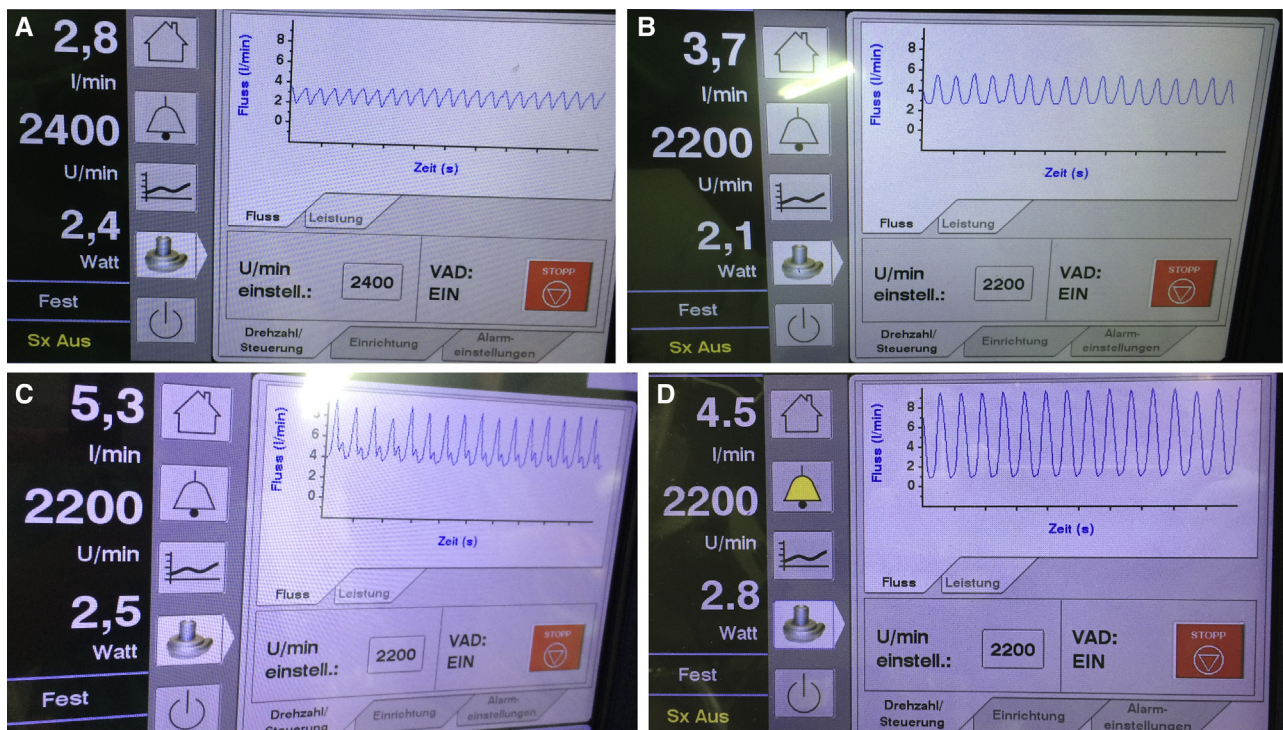 A
2,8
l/min
2400
U/min
2,4
Watt
Fest
Sx Aus
Fluss (l/min)
8
6
4
2
0
Zeit (s)
Fluss
Leistung
U/min
einstell.:
2400
VAD:
EIN
STOPP
Drehzahl/
Steuerung
Einrichtung
Alarm-
einstellungen
B
3,7
l/min
2200
U/min
2,1
Watt
Fest
Sx Aus
Fluss (l/min)
8
6
4
2
0
Zeit (s)
Fluss
Leistung
U/min
einstell.:
2200
VAD:
EIN
STOPP
Drehzahl/
Steuerung
Einrichtung
Alarm-
einstellungen
C
5,3
l/min
2200
U/min
2,5
Watt
Fest
Fluss (l/min)
6
4
2
0
Zeit (s)
Fluss
Leistung
U/min
einstell.:
2200
VAD:
EIN
STOPP
Drehzahl/
Steuerung
Einrichtung
Alarm-
einstellungen
D
4.5
l/min
2200
U/min
2.8
Watt
Fest
Sx Aus
Fluss (l/min)
8
6
4
2
0
Zeit (s)
Fluss
Leistung
U/min
einstell.:
2200
VAD:
EIN
STOPP
Drehzahl/
Steuerung
Einrichtung
Alarm-
einstellungen